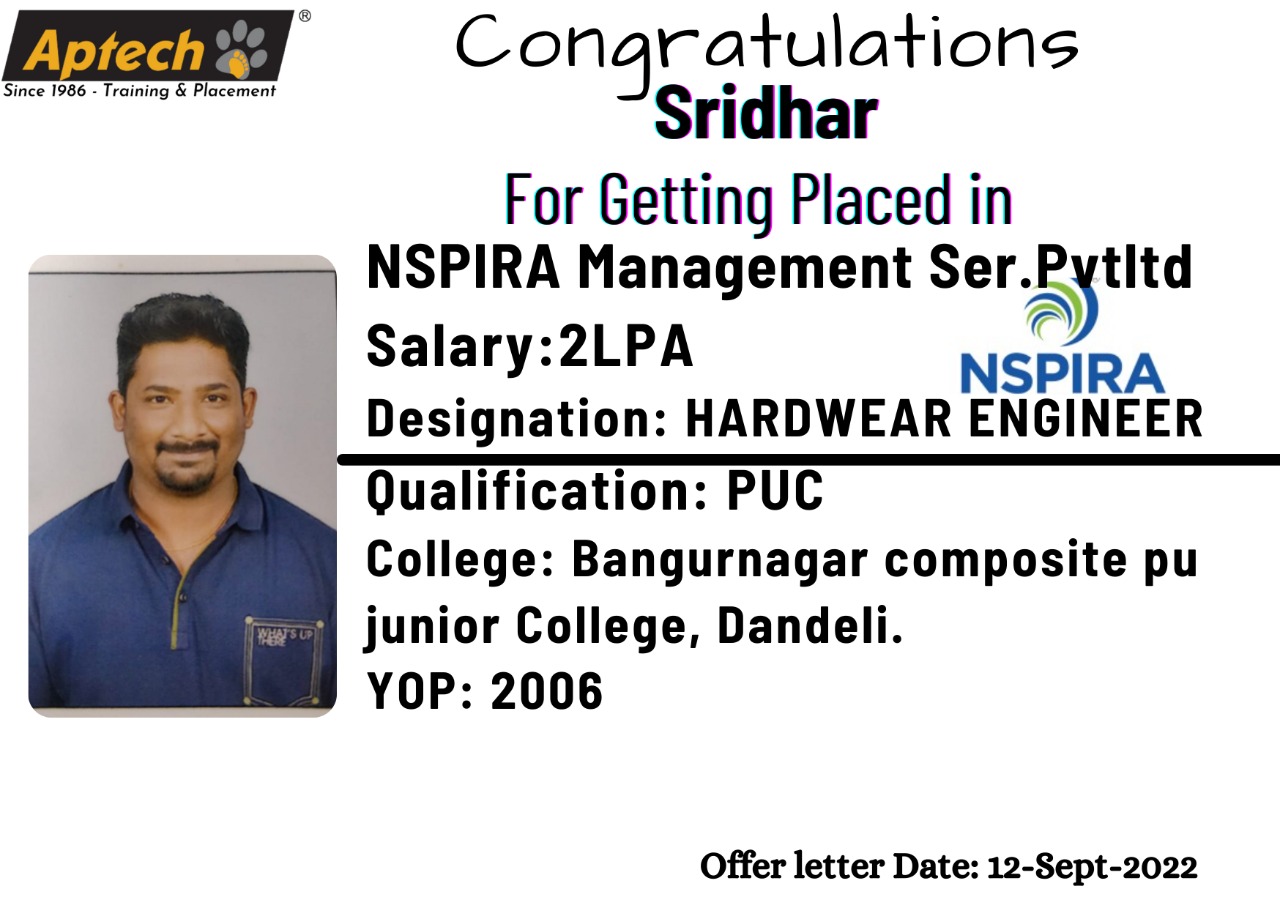 Aptech ®
Since 1986 - Training & Placement
Congratulations
Sridhar
For Getting Placed in
NSPIRA Management Ser.Pvtltd
Salary:2LPA
NSPIRA
Designation: HARDWEAR ENGINEER
Qualification: PUC
College: Bangurnagar composite pu
junior College, Dandeli.
YOP: 2006
WHAT'S UP
THERE
Offer letter Date: 12-Sept-2022